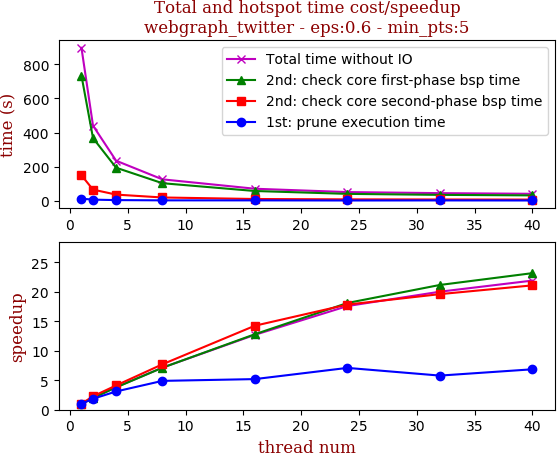 Total and hotspot time cost/speedup
webgraph_twitter - eps:0.6 - min_pts:5
time (s)
800
600
400
200
0
Total time without IO
2nd: check core first-phase bsp time
2nd: check core second-phase bsp time
1st: prune execution time
0 5 10 15 20 25 30 35 40
speedup
25
20
15
10
5
0
0 5 10 15 20 25 30 35 40
thread num